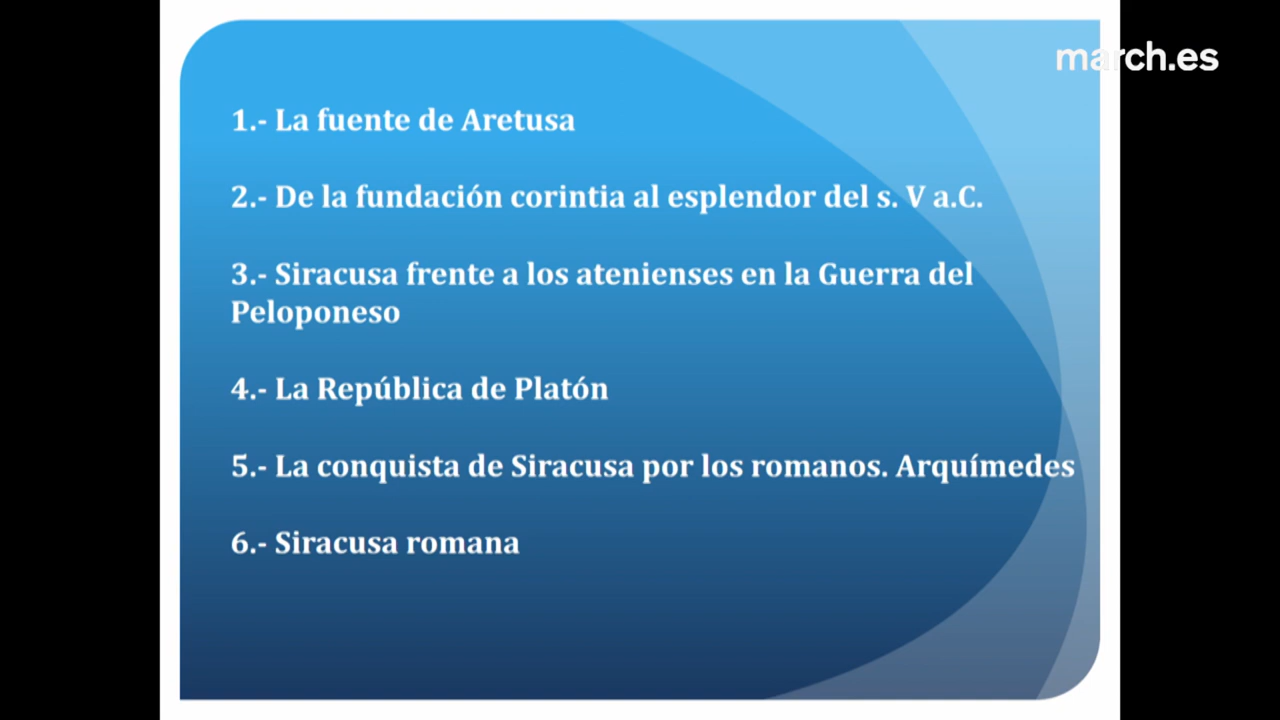 march.es
1.- La fuente de Aretusa
2.- De la fundación corintia al esplendor del s. V a.C.
3.- Siracusa frente a los atenienses en la Guerra del
Peloponeso
4.- La República de Platón
5.- La conquista de Siracusa por los romanos. Arquímedes
6.- Siracusa romana